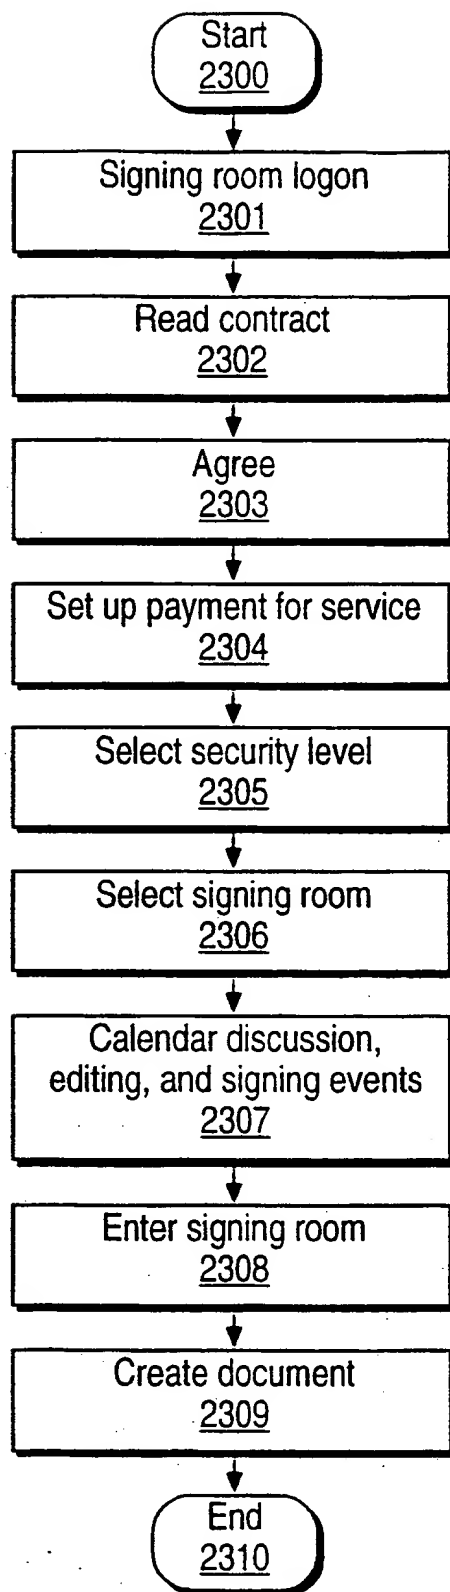 Start
2300
Signing room logon
2301
Read contract
2302
Agree
2303
Set up payment for service
2304
Select security level
2305
Select signing room
2306
Calendar discussion,
editing, and signing events
2307
Enter signing room
2308
Create document
2309
End
2310